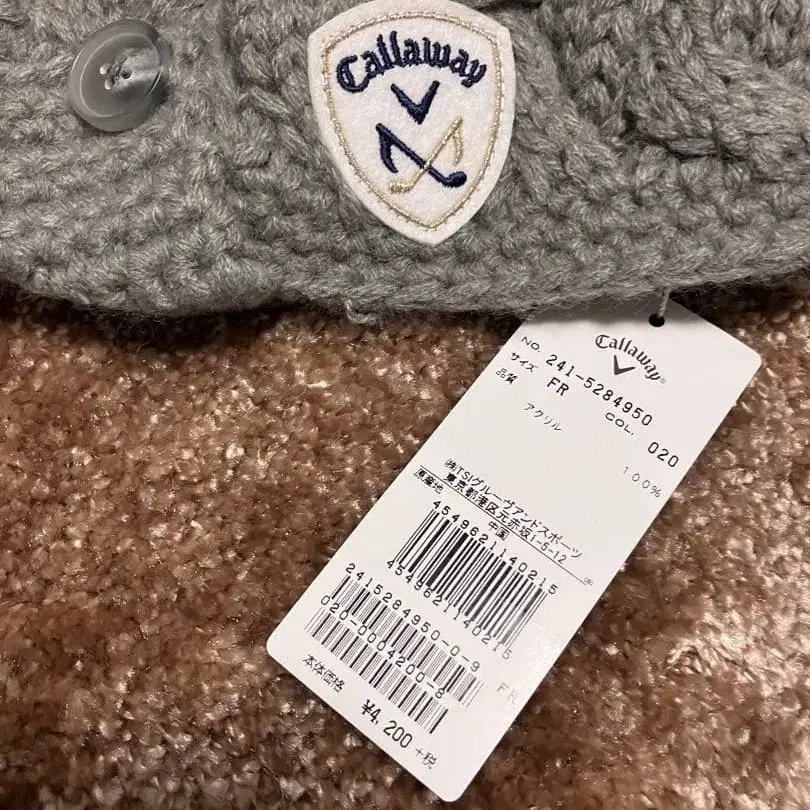 Callaway
Callaway®
NO. 241-5284950
サイズ FR COL. 020
品質 アクリル 100%
㈱TSIグルーヴアンドスポーツ
東京都港区元赤坂1-5-12
原産地 中国
4549621140215
4549621140215
2415284950-0-9
020-0004200-8 FR
本体価格 ¥4,200 +税